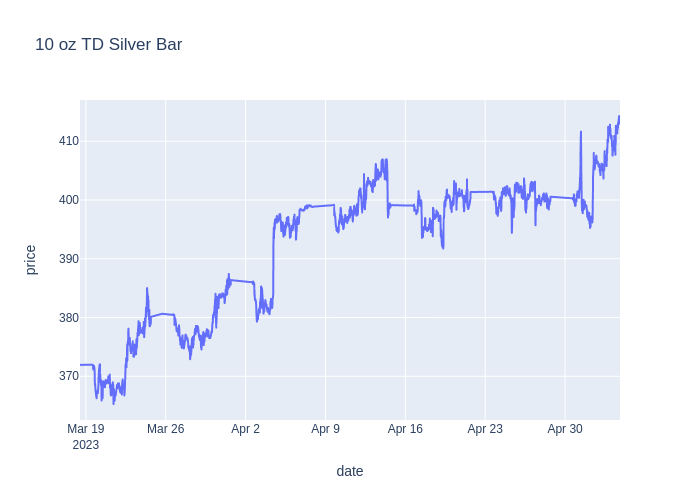 10 oz TD Silver Bar
price
410
400
390
380
370
Mar 19
2023
Mar 26
Apr 2
Apr 9
Apr 16
Apr 23
Apr 30
date